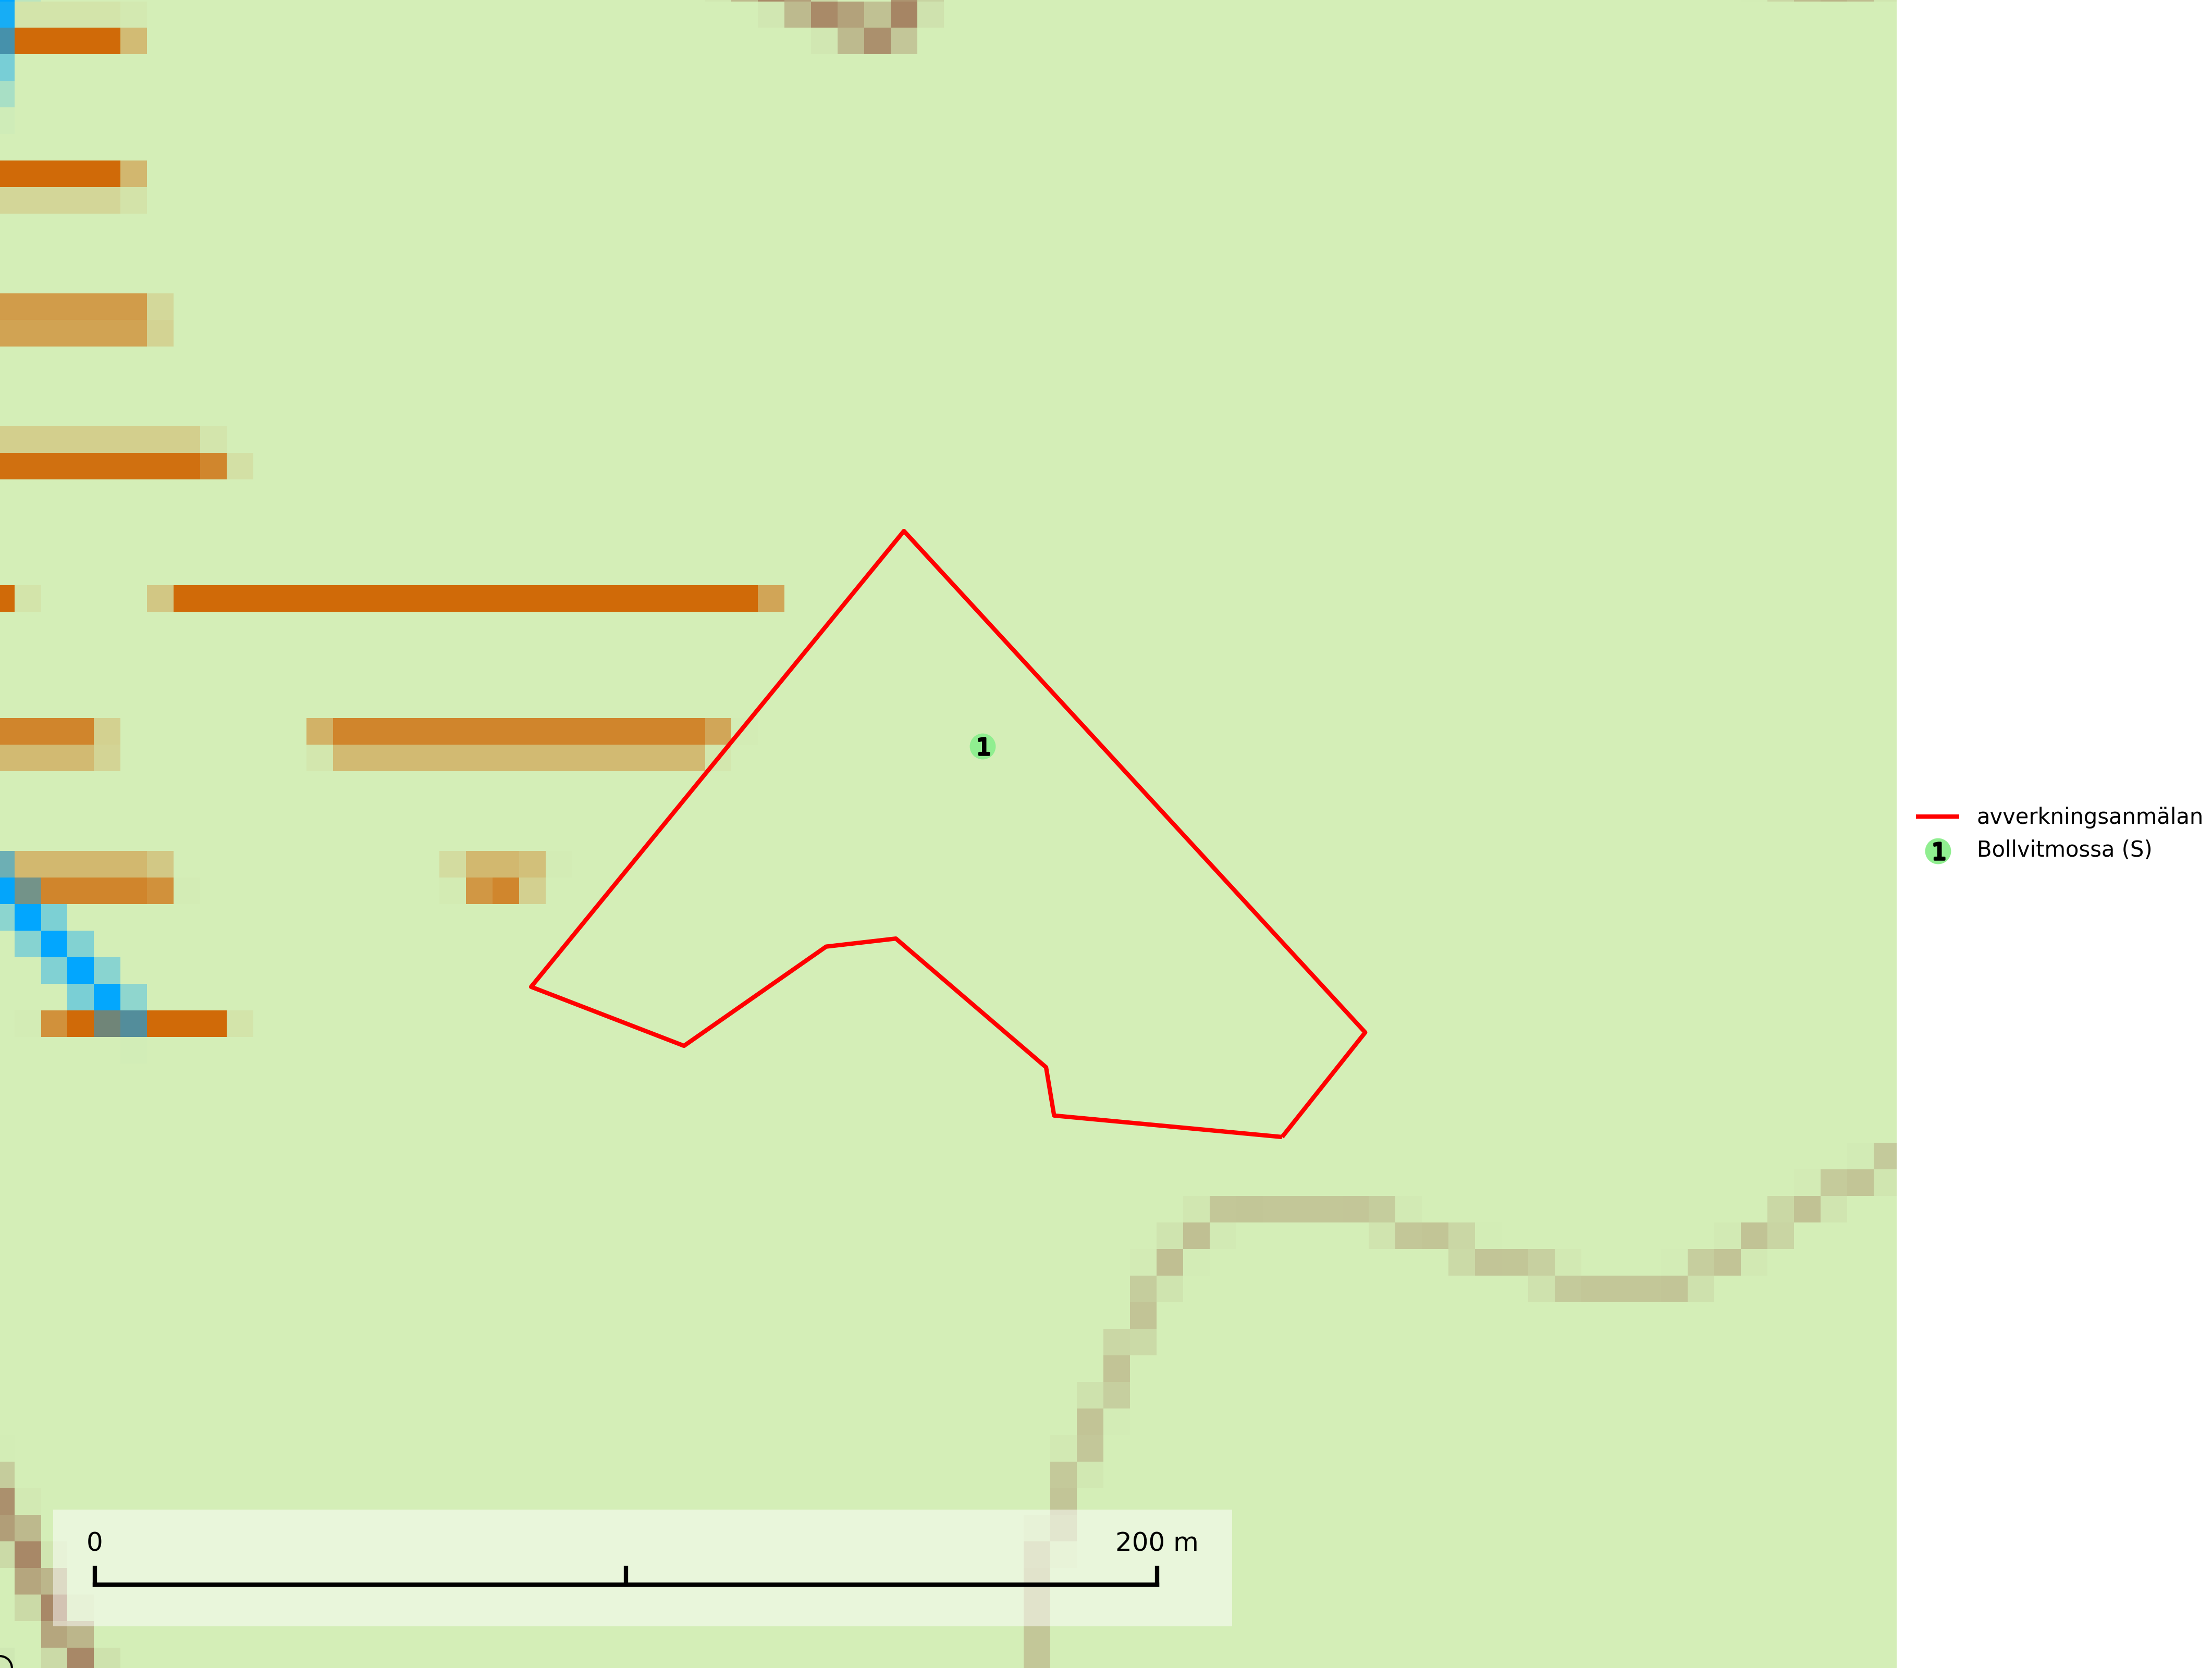 1
avverkningsanmälan
1 Bollvitmossa (S)
0 200 m